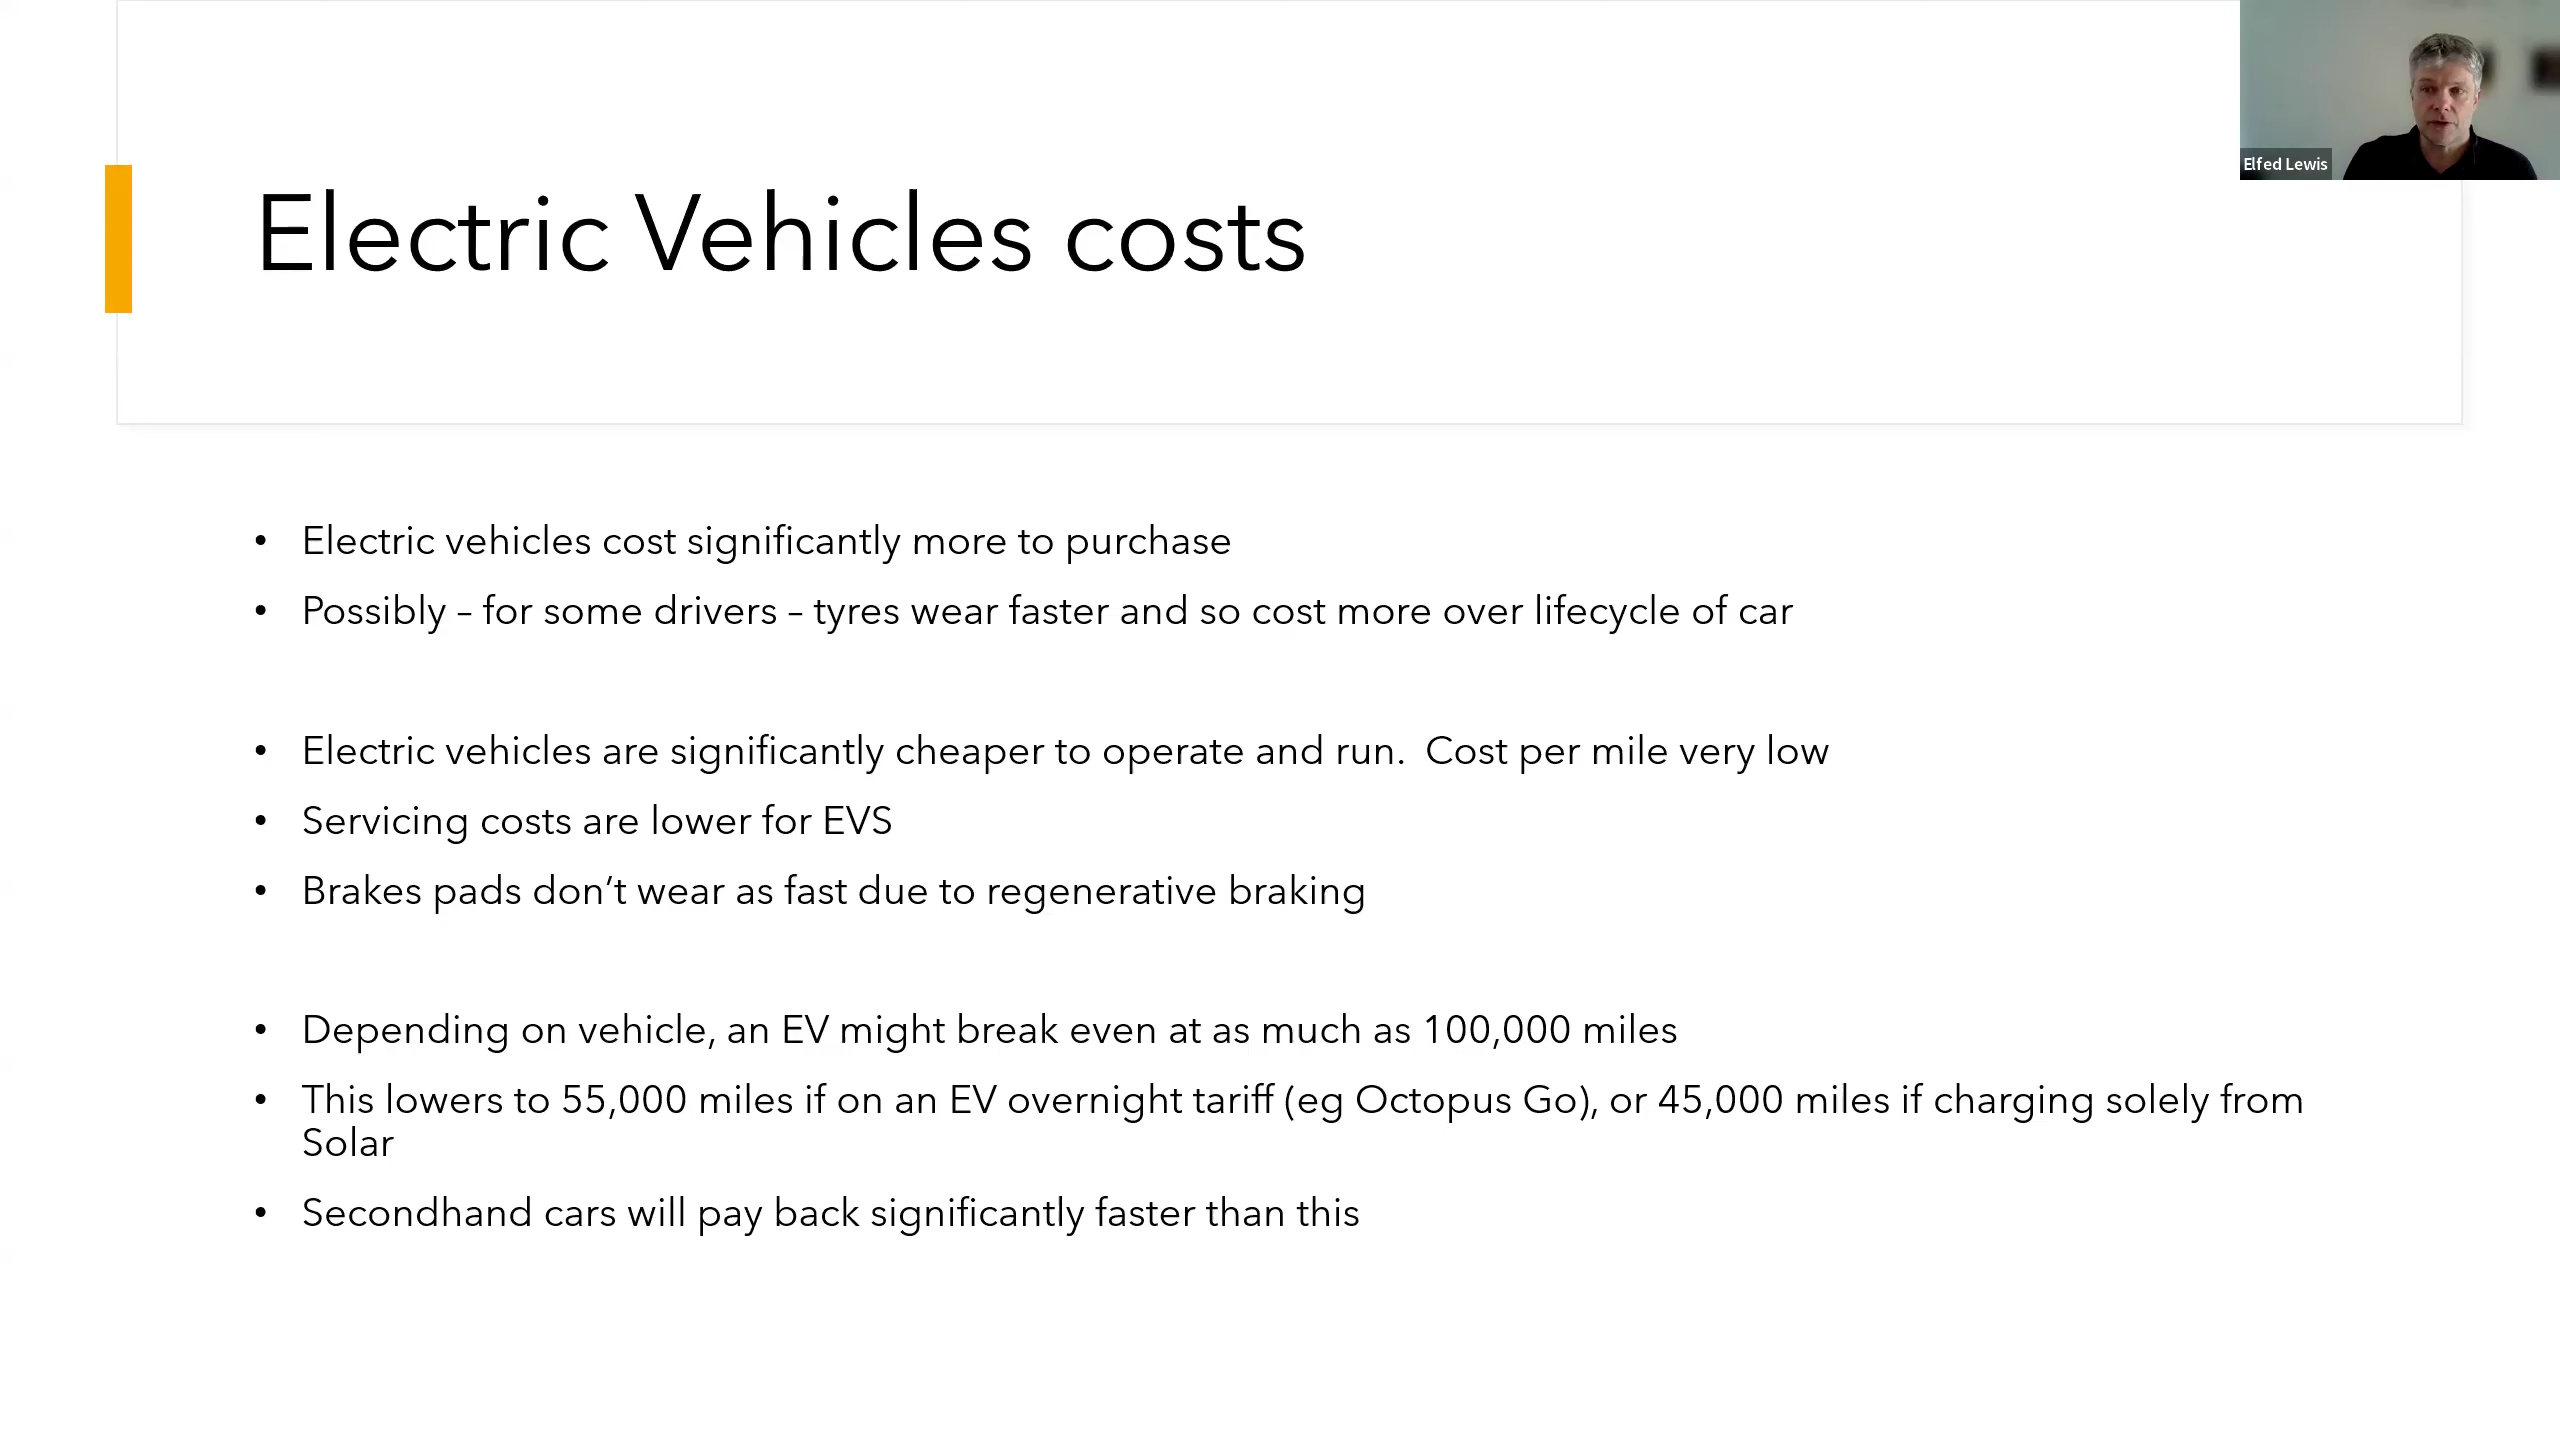 Elfed Lewis
Electric Vehicles costs
• Electric vehicles cost significantly more to purchase
• Possibly – for some drivers – tyres wear faster and so cost more over lifecycle of car
• Electric vehicles are significantly cheaper to operate and run.  Cost per mile very low
• Servicing costs are lower for EVS
• Brakes pads don’t wear as fast due to regenerative braking
• Depending on vehicle, an EV might break even at as much as 100,000 miles
• This lowers to 55,000 miles if on an EV overnight tariff (eg Octopus Go), or 45,000 miles if charging solely from
Solar
• Secondhand cars will pay back significantly faster than this